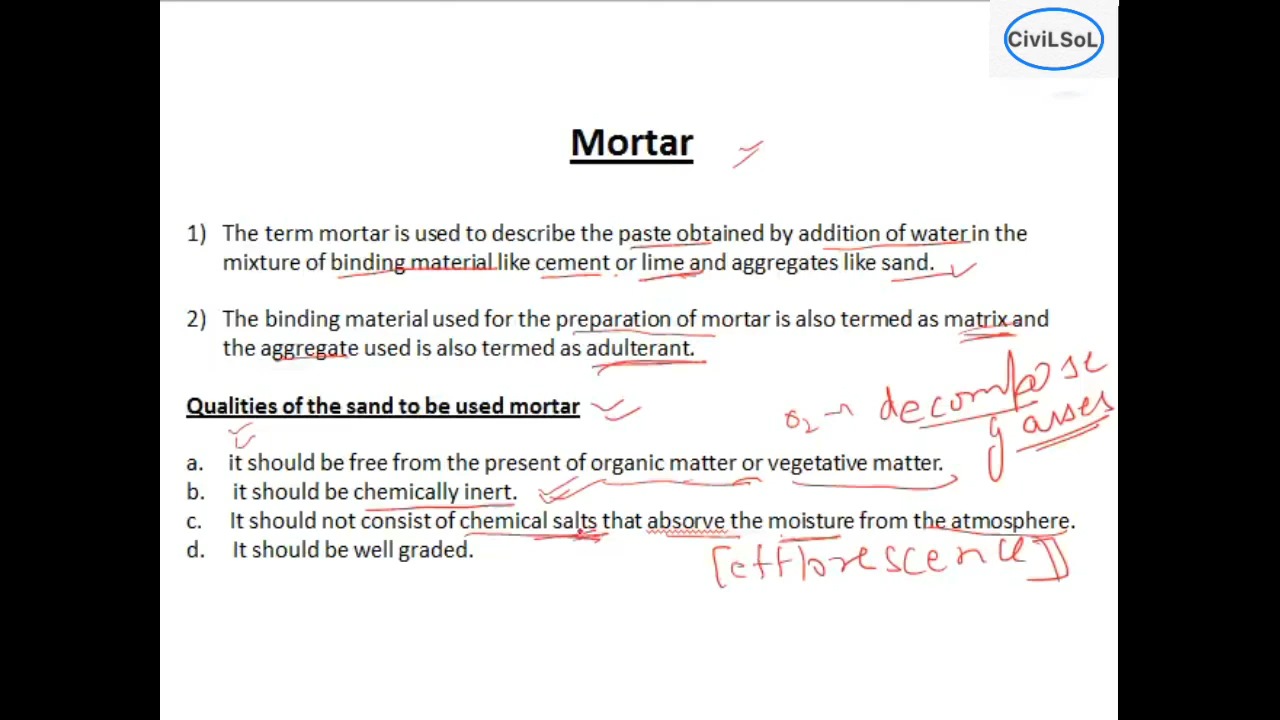 CiviLSoL
Mortar
1) The term mortar is used to describe the paste obtained by addition of water in the
mixture of binding material like cement or lime and aggregates like sand.
2) The binding material used for the preparation of mortar is also termed as matrix and
the aggregate used is also termed as adulterant.
Qualities of the sand to be used mortar
O2 → decompose
gasses
a. it should be free from the present of organic matter or vegetative matter.
b. it should be chemically inert.
c. It should not consist of chemical salts that absorve the moisture from the atmosphere.
d. It should be well graded.
[efflorescence]